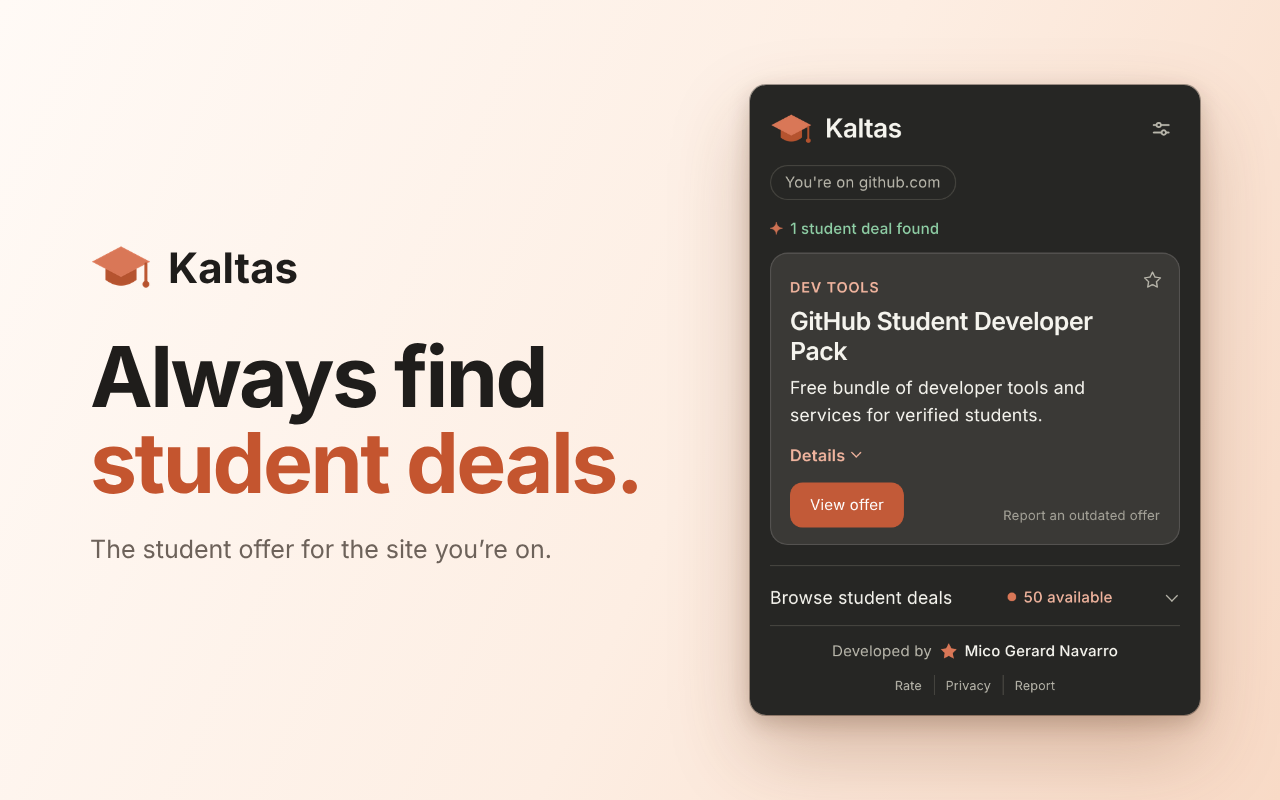 Kaltas
Always find
student deals.
The student offer for the site you’re on.
Kaltas
You're on github.com
1 student deal found
DEV TOOLS
GitHub Student Developer
Pack
Free bundle of developer tools and
services for verified students.
Details
View offer
Report an outdated offer
Browse student deals
50 available
Developed by Mico Gerard Navarro
Rate
Privacy
Report